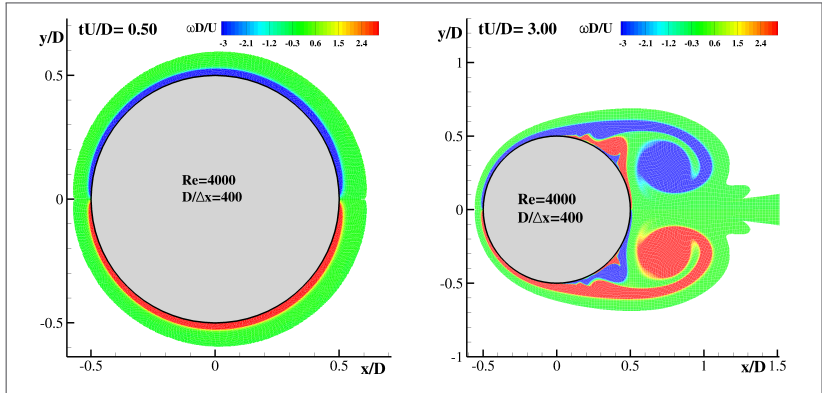 tU/D= 0.50
ωD/U
-3 -2.1 -1.2 -0.3 0.6 1.5 2.4
y/D
0.5
0
-0.5
Re=4000
D/Δx=400
-0.5 0 0.5
x/D
tU/D= 3.00
ωD/U
-3 -2.1 -1.2 -0.3 0.6 1.5 2.4
y/D
1
0.5
0
-0.5
-1
Re=4000
D/Δx=400
-0.5 0 0.5 1 1.5
x/D